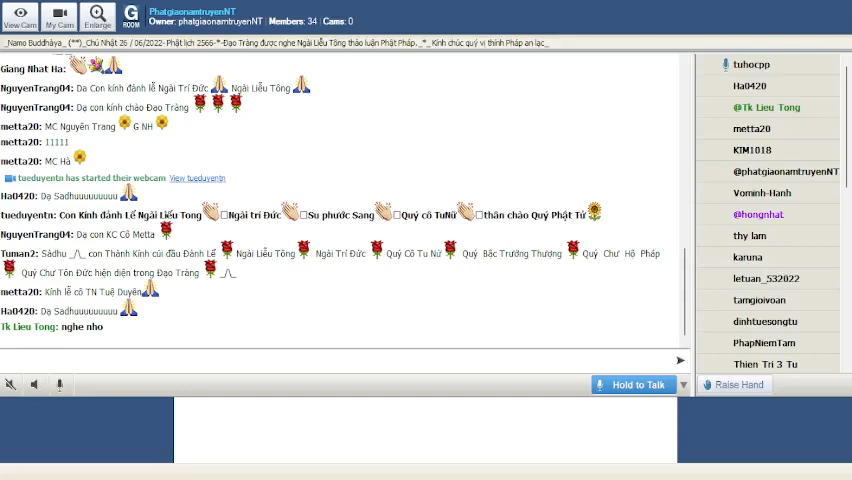 View Cam
My Cam
Enlarge
G
ROOM
PhatgiaonamtruyenNT
Owner: phatgiaonamtruyenNT | Members: 34 | Cams: 0
_Namo Buddhàya_ (**)_Chủ Nhật 26 / 06/2022- Phật lịch 2566-*-Đạo Tràng được nghe Ngài Liễu Tông thảo luận Phật Pháp._*_ Kính chúc quý vị thính Pháp an lạc_
Giang Nhat Ha:
NguyenTrang04: Dạ Con kính đảnh lễ Ngài Trí Đức Ngài Liễu Tông
NguyenTrang04: Dạ con kính chào Đạo Tràng
metta20: MC Nguyên Trang G NH
metta20: 11111
metta20: MC Hà
tueduyentn has started their webcam View tueduyentn
Ha0420: Dạ Sadhuuuuuuuuu
tueduyentn: Con Kính đảnh Lễ Ngài Liễu Tong Ngài trí Đức Su phước Sang Quý cô TuNữ thân chào Quý Phật Tử
NguyenTrang04: Dạ con KC Cô Metta
Tuman2: Sàdhu _/\_ con Thành Kính cúi đầu Đảnh Lễ Ngài Liễu Tông Ngài Trí Đức Quý Cô Tu Nữ Quý Bậc Trưởng Thượng Quý Chư Hộ Pháp
Quý Chư Tôn Đức hiện diện trong Đạo Tràng _/\_
metta20: Kính lễ cô TN Tuệ Duyên
Ha0420: Dạ Sadhuuuuuuuuu
Tk Lieu Tong: nghe nho
Hold to Talk
tuhocpp
Ha0420
@Tk Lieu Tong
metta20
KIM1018
@phatgiaonamtruyenNT
Vominh-Hanh
@hongnhat
thy lam
karuna
letuan_532022
tamgioivoan
dinhtuesongtu
PhapNiemTam
Thien Tri 3 Tu
Raise Hand